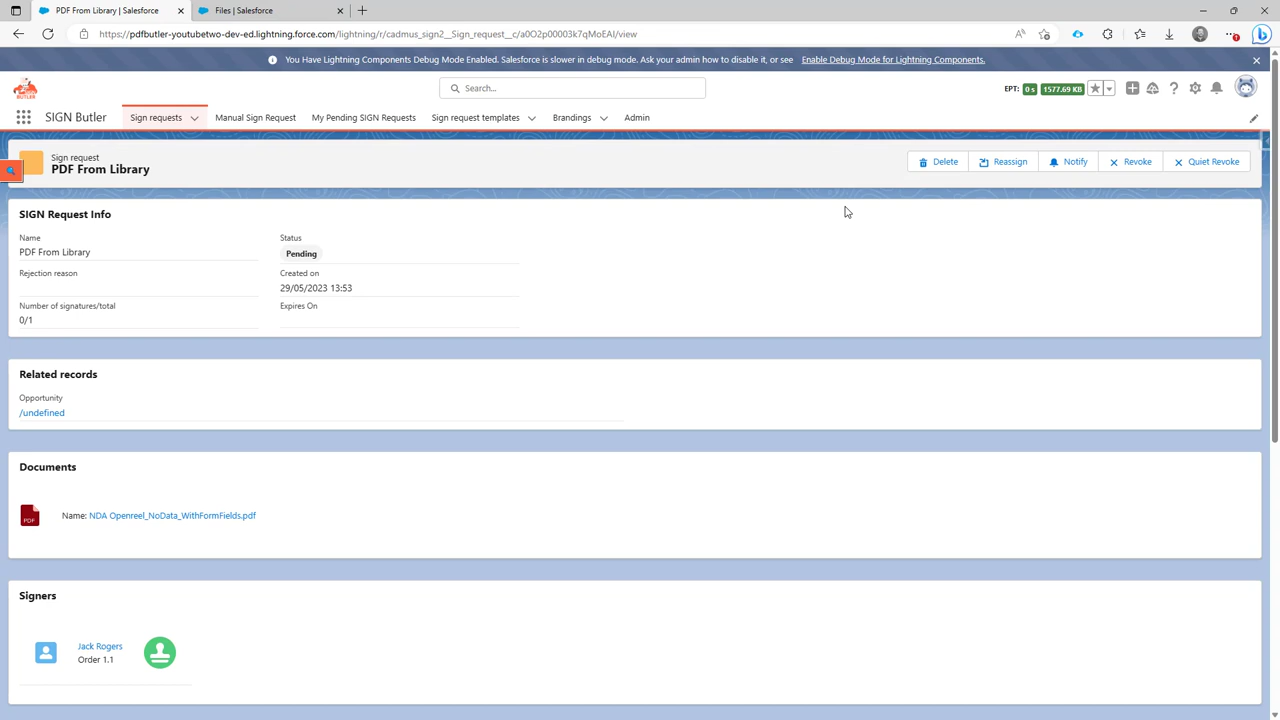 PDF From Library | Salesforce
Files | Salesforce
https://pdfbutler-youtubetwo-dev-ed.lightning.force.com/lightning/r/cadmus_sign2__Sign_request__c/a0O2p00003k7qMoEAI/view
You Have Lightning Components Debug Mode Enabled. Salesforce is slower in debug mode. Ask your admin how to disable it, or see Enable Debug Mode for Lightning Components.
BUTLER
Search...
EPT: 0 s 1577.69 KB
SIGN Butler
Sign requests
Manual Sign Request
My Pending SIGN Requests
Sign request templates
Brandings
Admin
Sign request
PDF From Library
Delete
Reassign
Notify
Revoke
Quiet Revoke
SIGN Request Info
Name
PDF From Library
Status
Pending
Rejection reason
Created on
29/05/2023 13:53
Number of signatures/total
0/1
Expires On
Related records
Opportunity
/undefined
Documents
PDF
Name: NDA Openreel_NoData_WithFormFields.pdf
Signers
Jack Rogers
Order 1.1